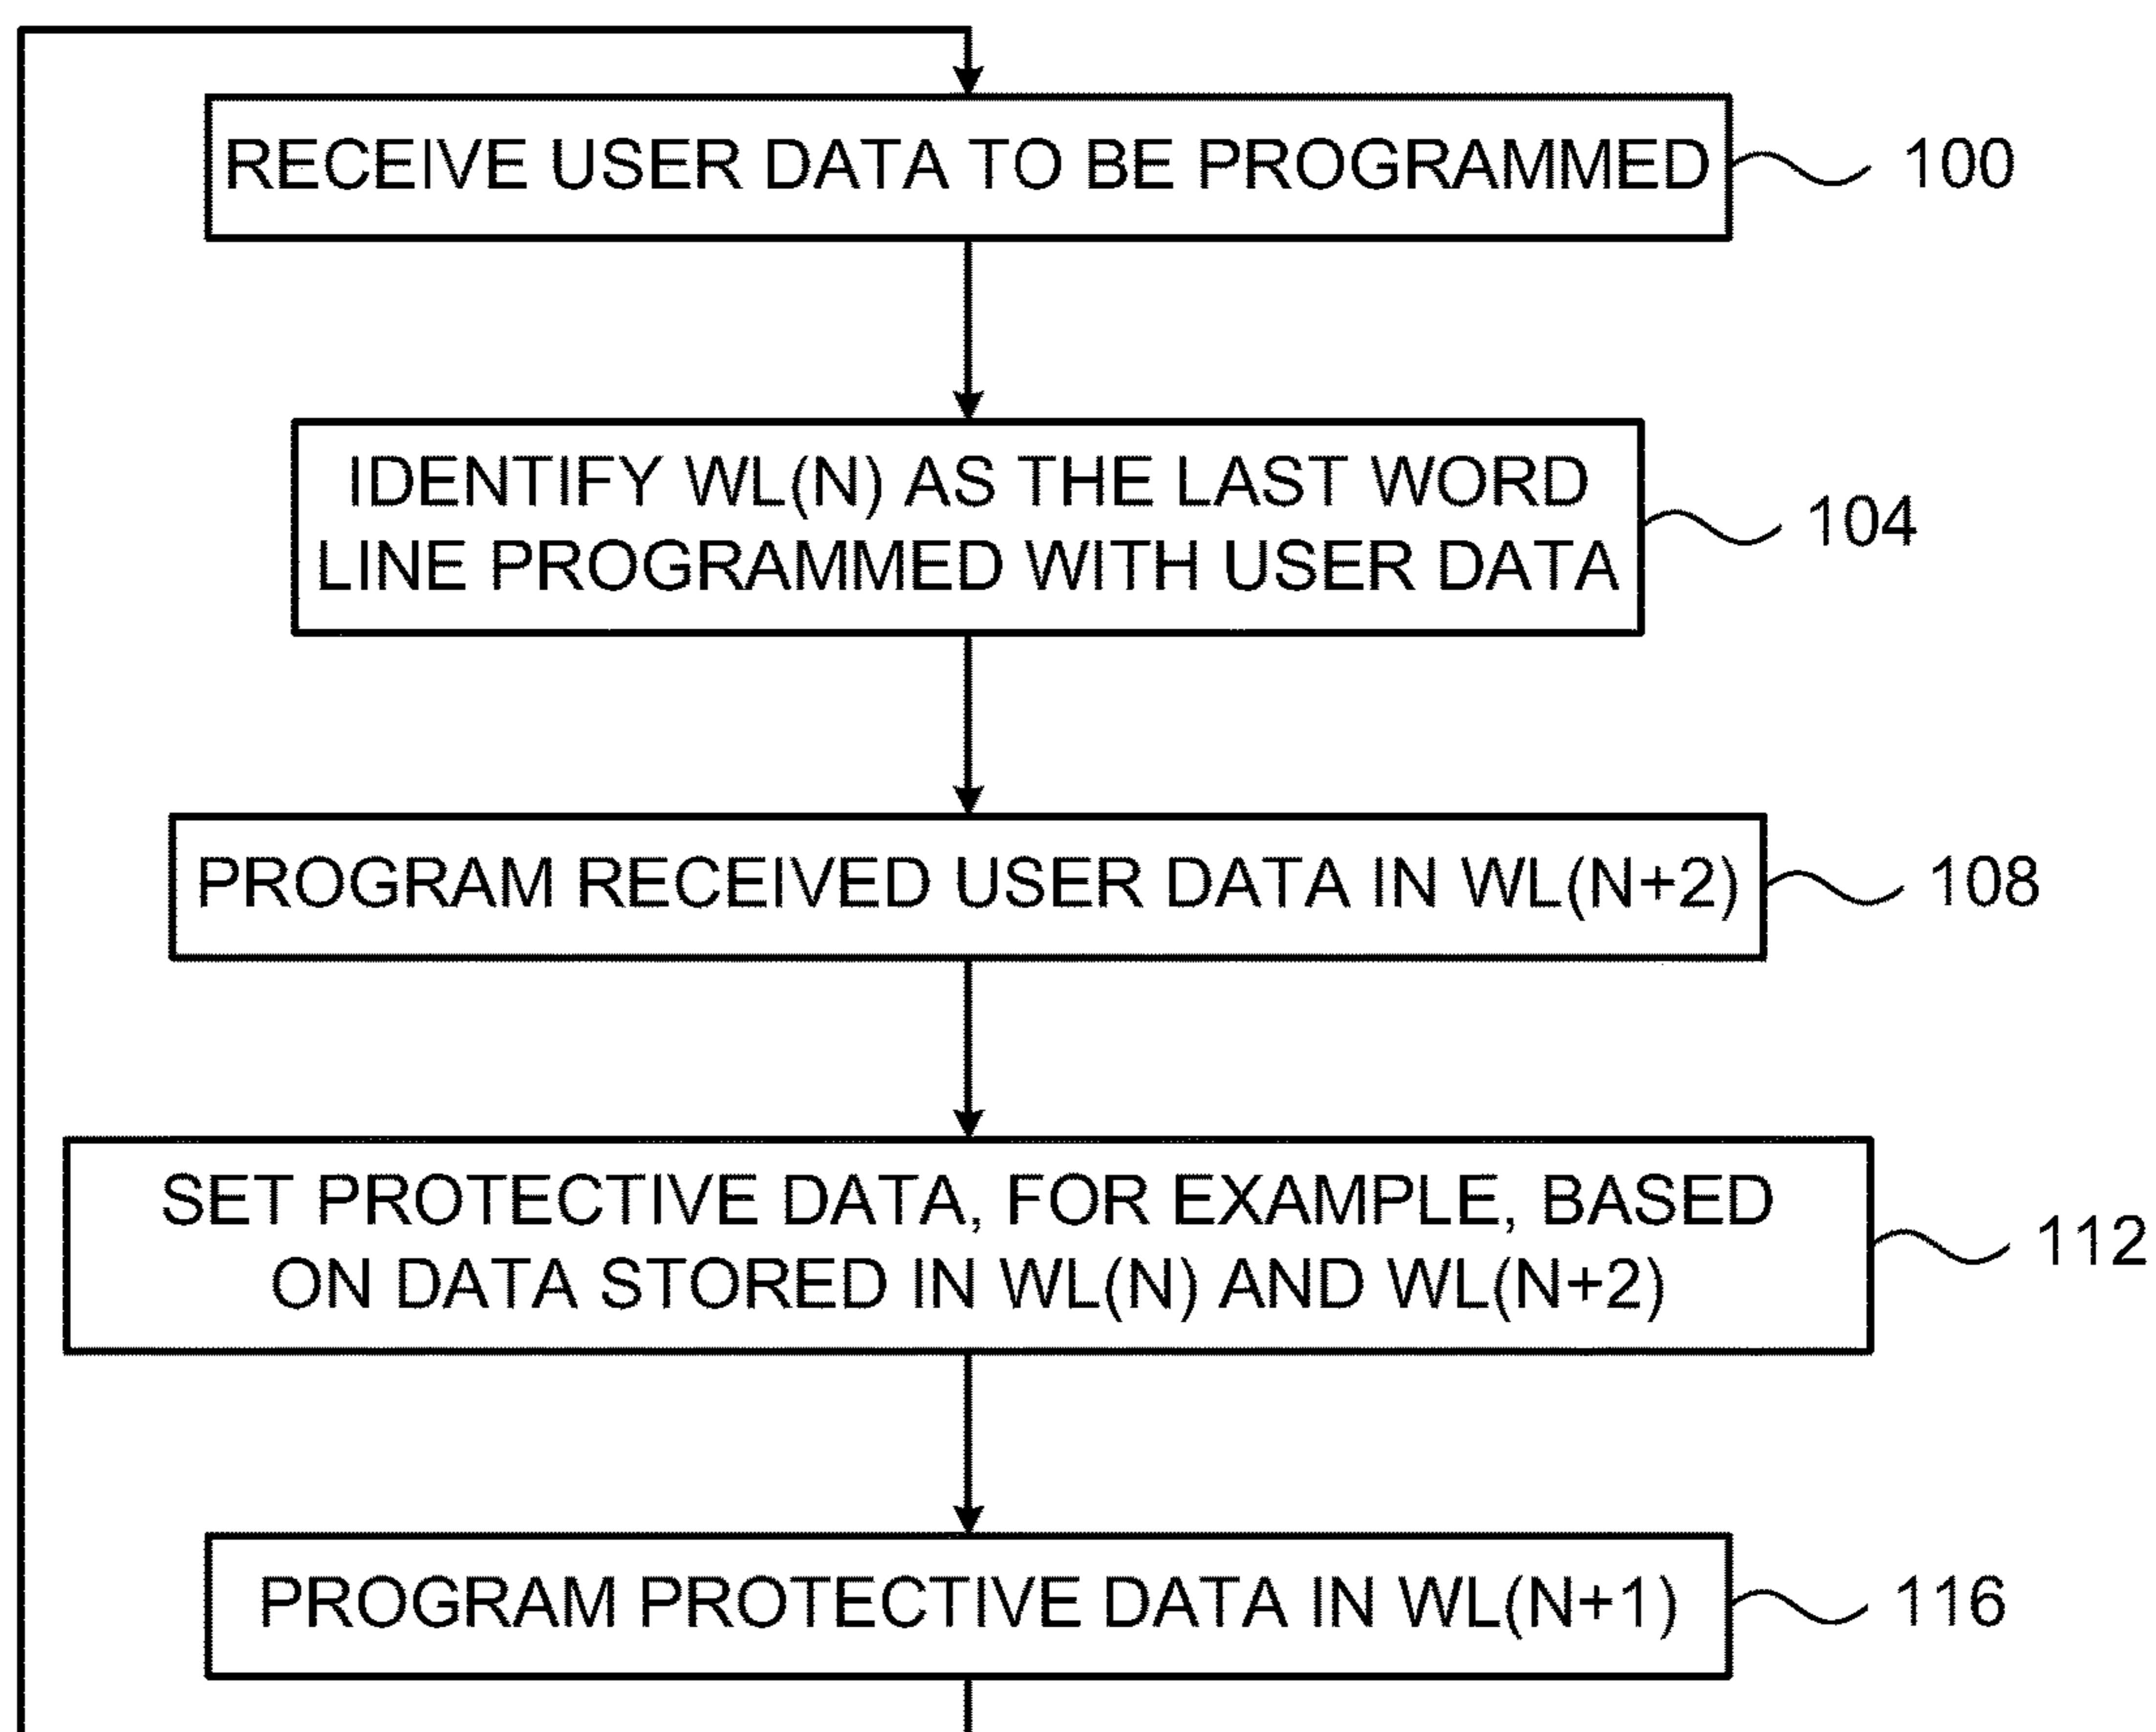 RECEIVE USER DATA TO BE PROGRAMMED
100
IDENTIFY WL(N) AS THE LAST WORD
LINE PROGRAMMED WITH USER DATA
104
PROGRAM RECEIVED USER DATA IN WL(N+2)
108
SET PROTECTIVE DATA, FOR EXAMPLE, BASED
ON DATA STORED IN WL(N) AND WL(N+2)
112
PROGRAM PROTECTIVE DATA IN WL(N+1)
116